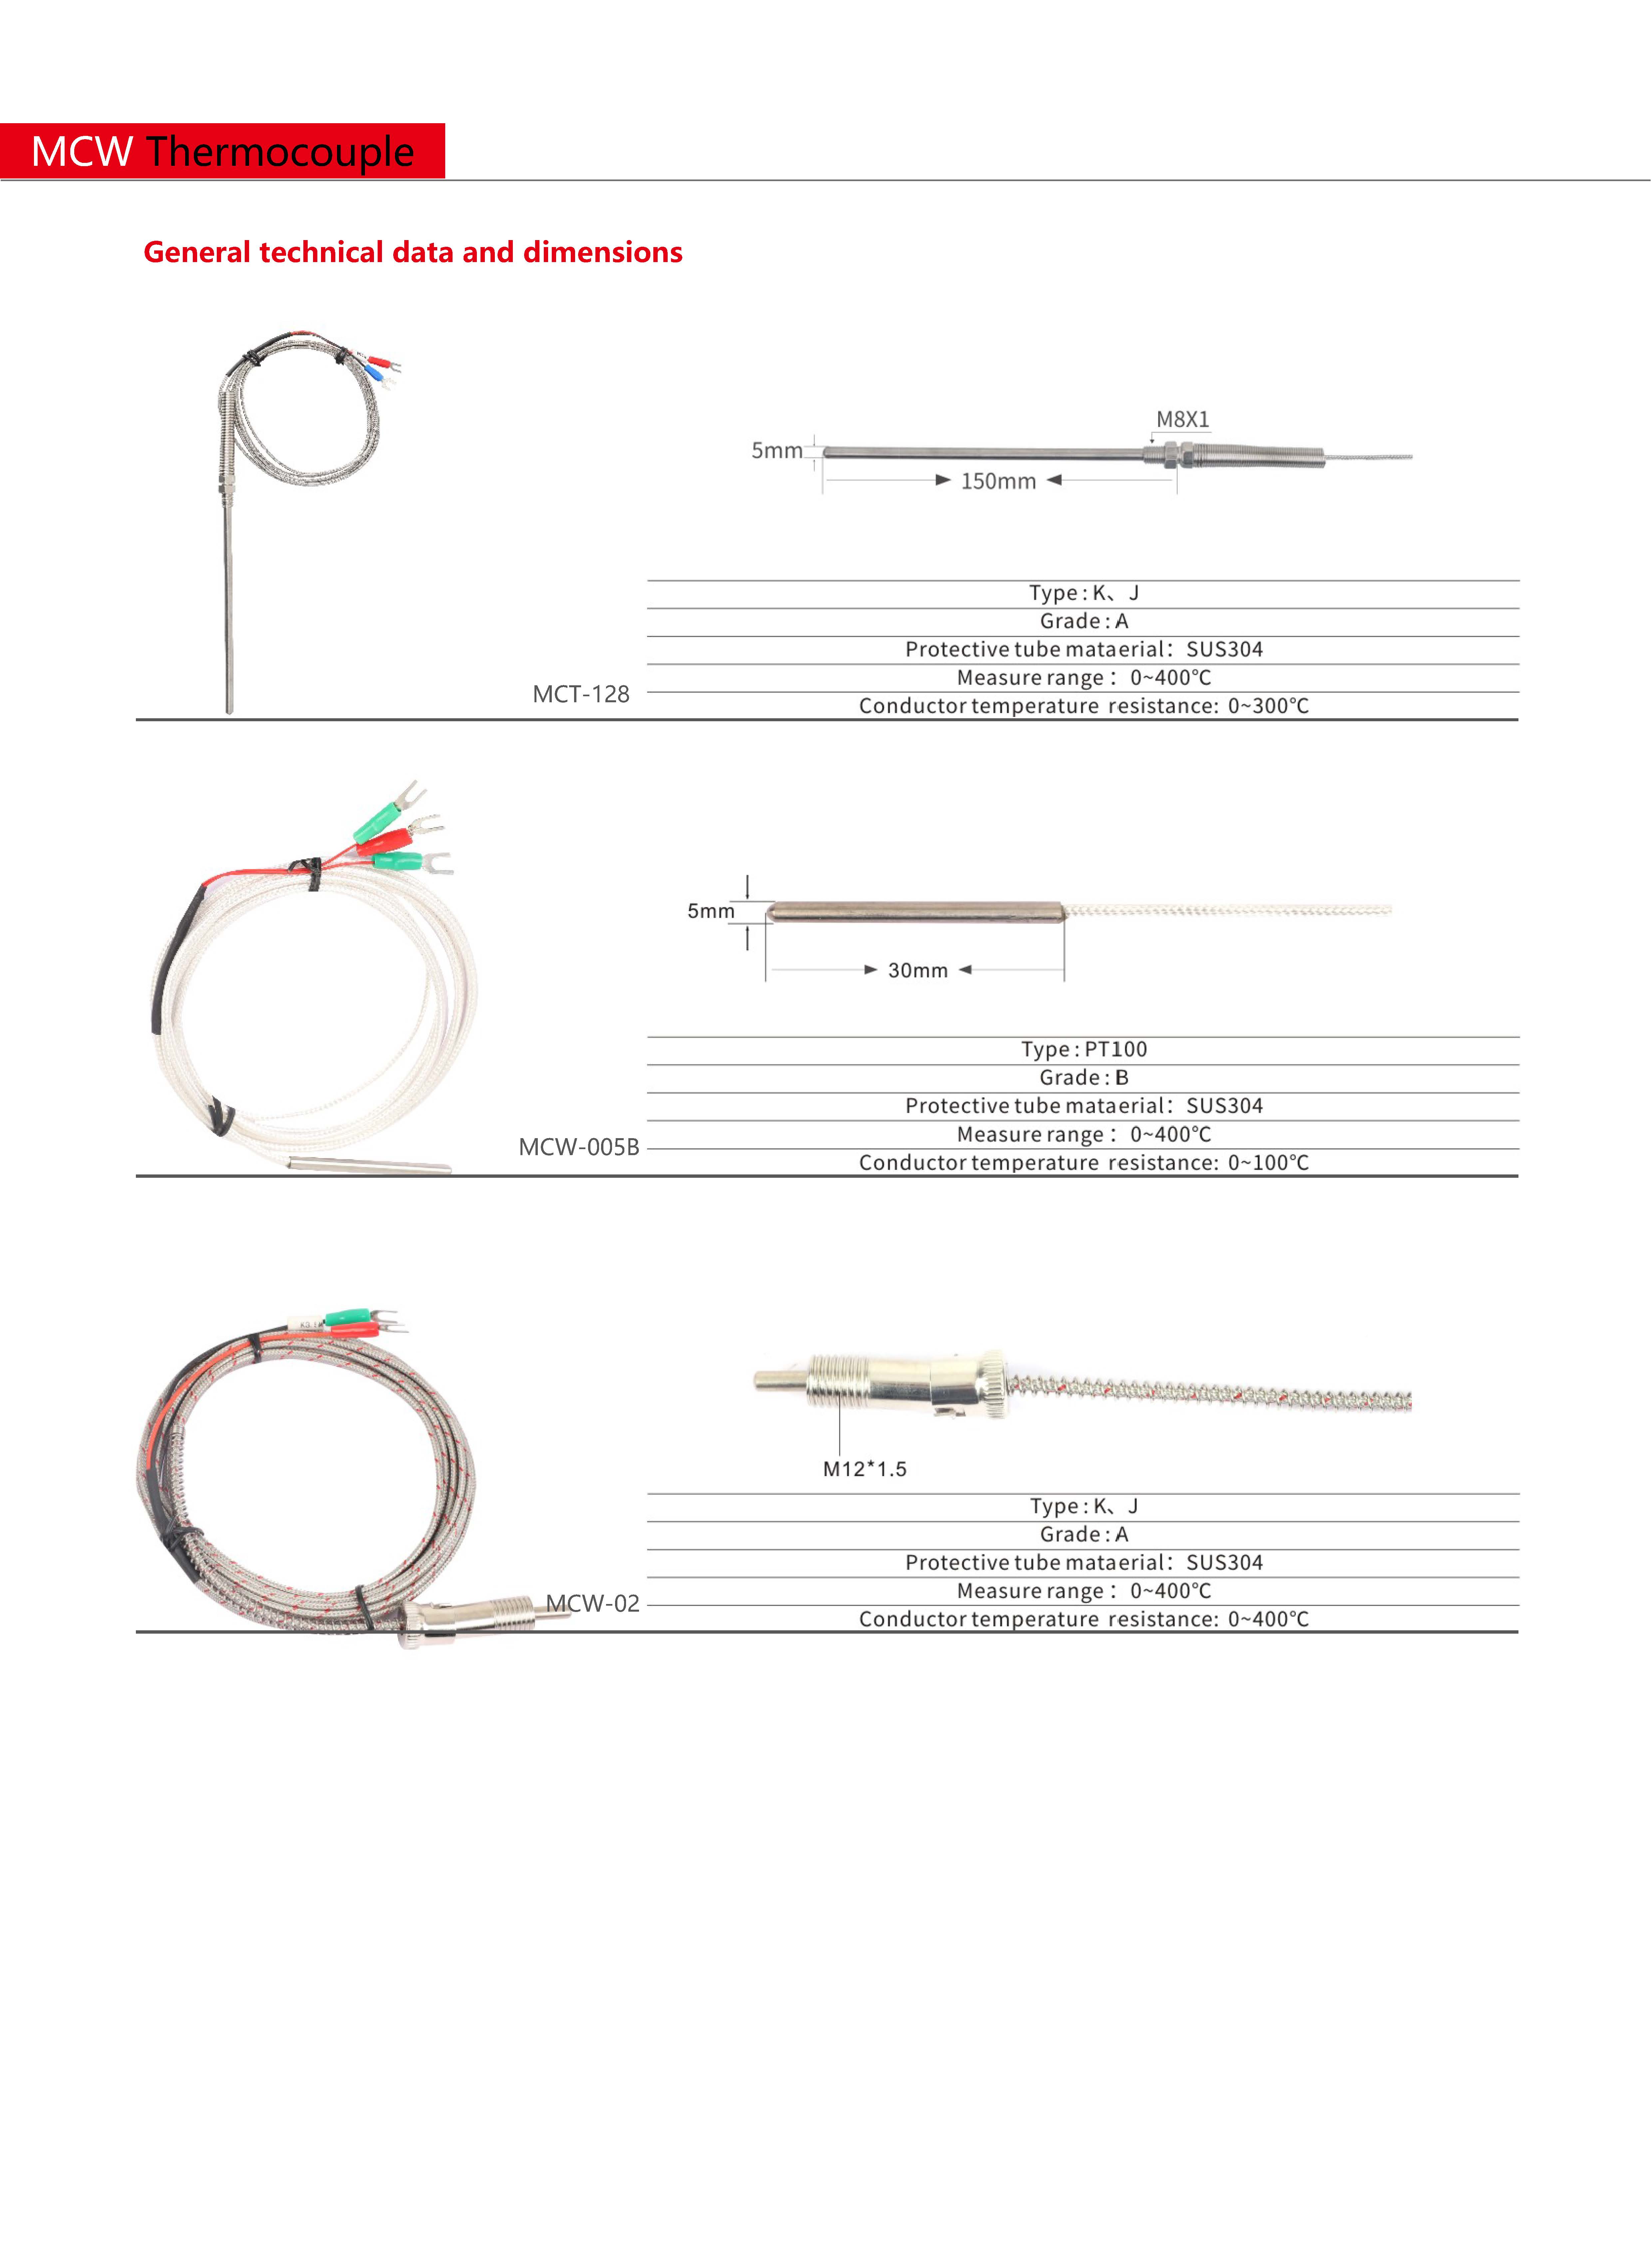 MCW Thermocouple
General technical data and dimensions
M8X1
5mm
150mm
Type : K、J
Grade : A
Protective tube mataerial：SUS304
Measure range：0~400℃
MCT-128
Conductor temperature resistance: 0~300℃
5mm
30mm
Type : PT100
Grade : B
Protective tube mataerial：SUS304
Measure range：0~400℃
MCW-005B
Conductor temperature resistance: 0~100℃
M12*1.5
Type : K、J
Grade : A
Protective tube mataerial：SUS304
Measure range：0~400℃
MCW-02
Conductor temperature resistance: 0~400℃